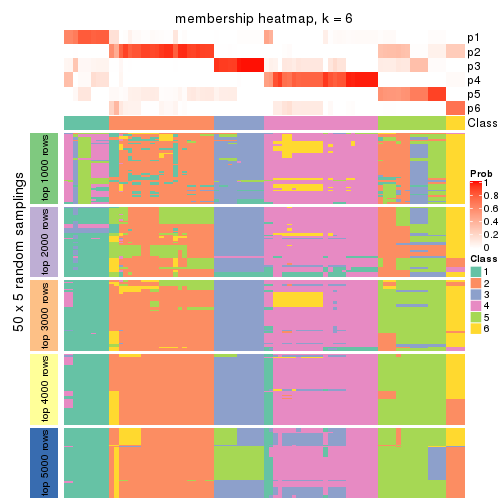 membership heatmap, k = 6
p1
p2
p3
p4
p5
p6
Class
50 x 5 random samplings
top 1000 rows
top 2000 rows
top 3000 rows
top 4000 rows
top 5000 rows
Prob
1
0.8
0.6
0.4
0.2
0
Class
1
2
3
4
5
6